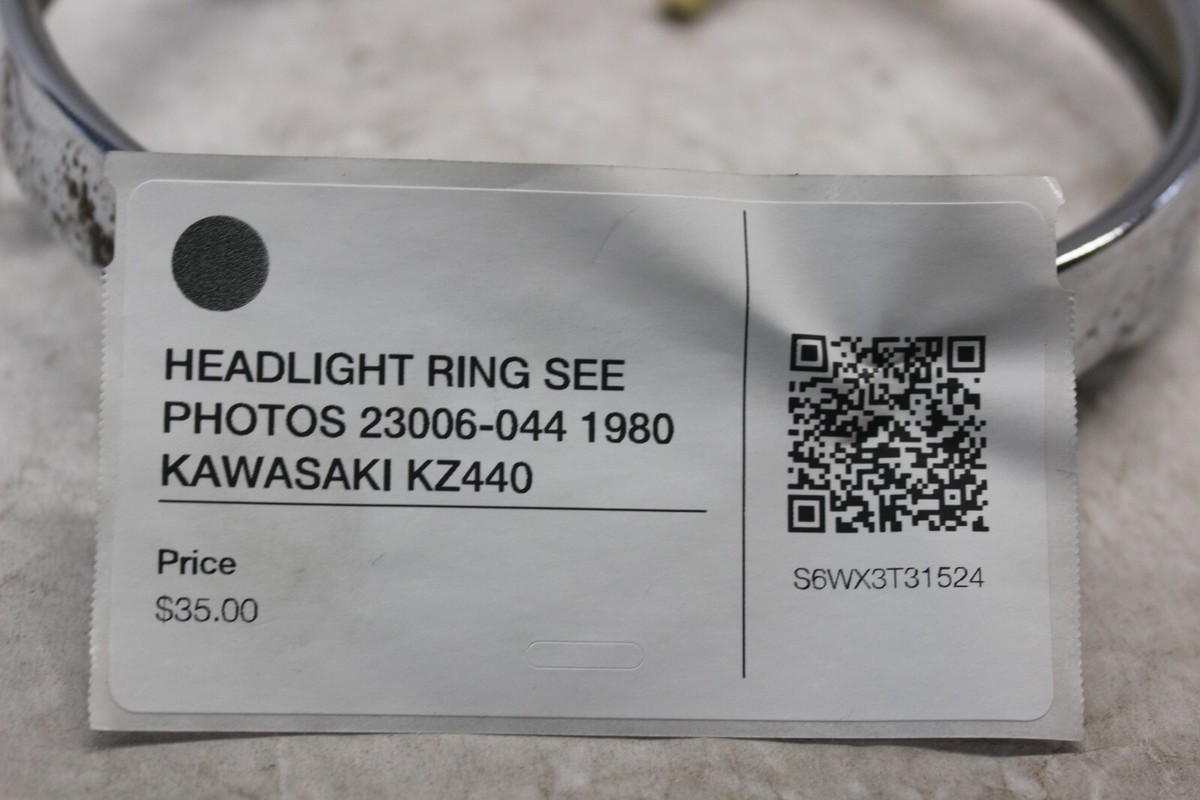 HEADLIGHT RING SEE
PHOTOS 23006-044 1980
KAWASAKI KZ440
Price
$35.00
S6WX3T31524